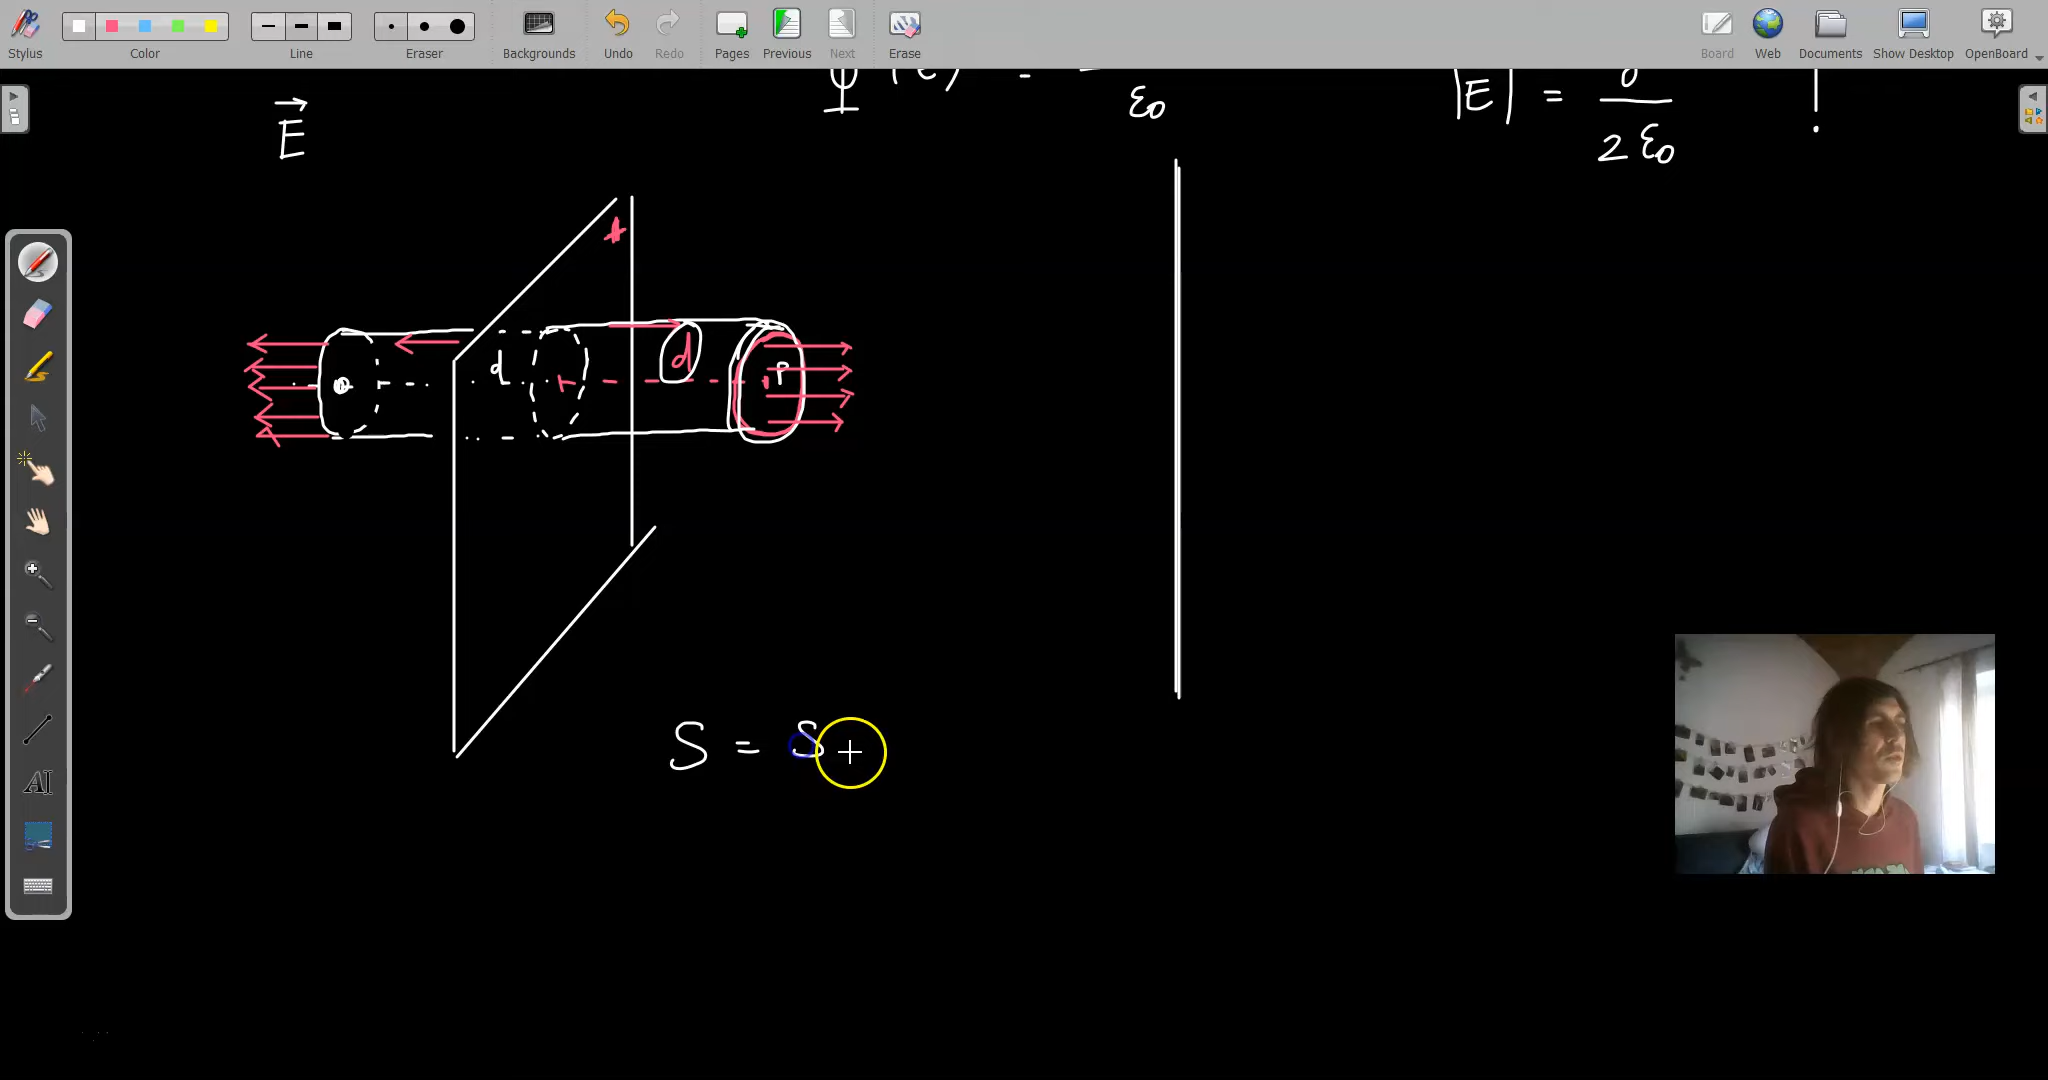 Stylus Color Line Eraser Backgrounds Undo Redo Pages Previous Next Erase Board Web Documents Show Desktop OpenBoard
E
ε0
|E| = σ / 2 ε0 !
d d P
S = S
AI